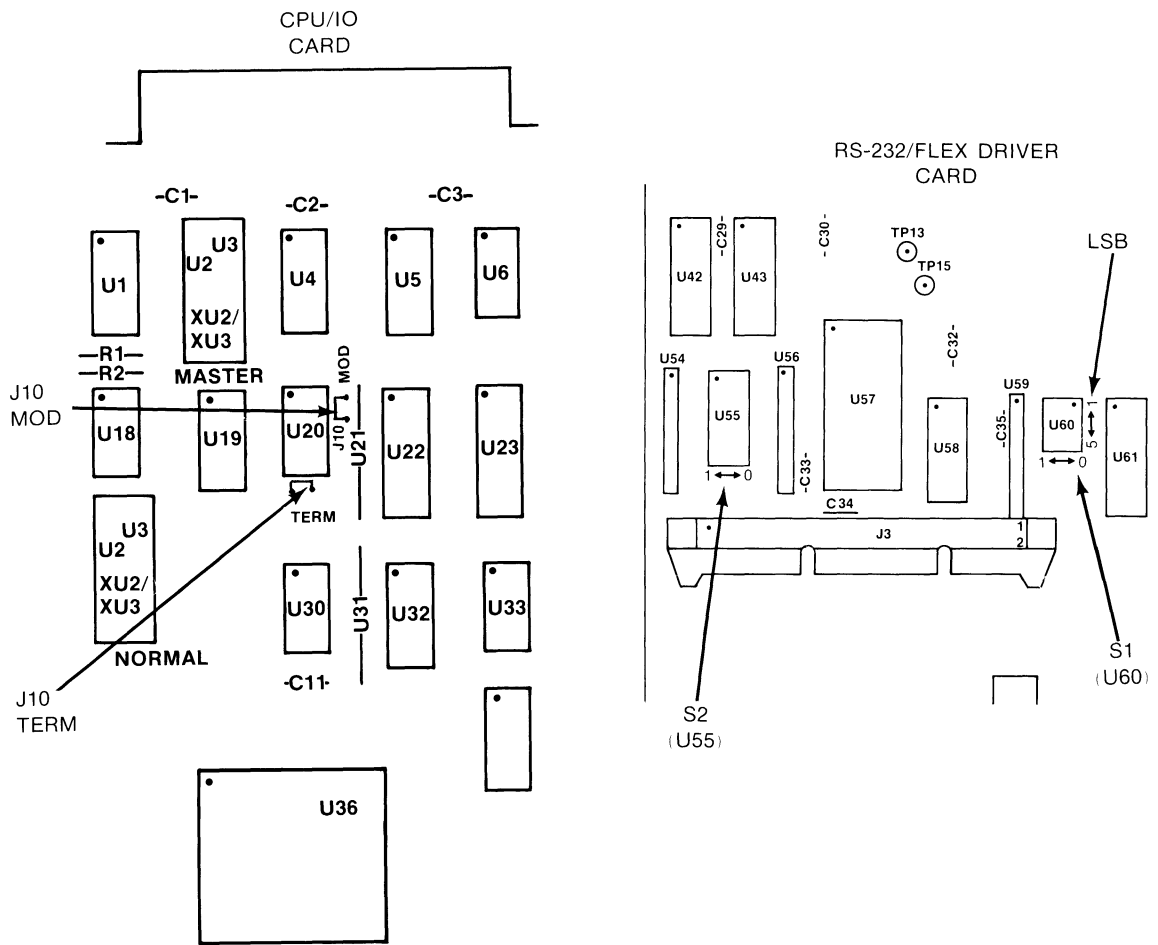 CPU/IO
CARD
-C1-
-C2-
-C3-
U1
U3
U2
XU2/
XU3
U4
U5
U6
R1
R2
MASTER
MOD
J10
MOD
J10
U18
U19
U20
U21
U22
U23
TERM
U3
U2
XU2/
XU3
NORMAL
U30
U31
U32
U33
-C11-
J10
TERM
U36
RS-232/FLEX DRIVER
CARD
-C29-
-C30-
TP13
TP15
LSB
U42
U43
-C32-
U54
U56
U59
U55
U57
U58
-C35-
U60
1
5
U61
1 0
-C33-
1 0
C34
J3
1
2
S1
(U60)
S2
(U55)